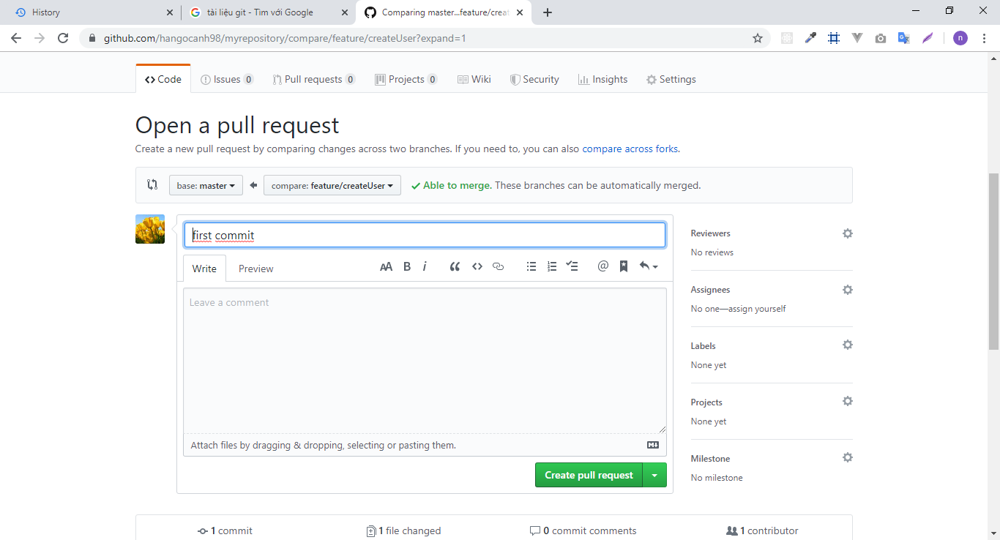 History
tài liệu git - Tìm với Google
Comparing master...feature/creat
github.com/hangocanh98/myrepository/compare/feature/createUser?expand=1
n
Code Issues 0 Pull requests 0 Projects 0 Wiki Security Insights Settings
Open a pull request
Create a new pull request by comparing changes across two branches. If you need to, you can also compare across forks.
base: master compare: feature/createUser Able to merge. These branches can be automatically merged.
first commit
Write Preview
Leave a comment
Attach files by dragging & dropping, selecting or pasting them.
Create pull request
Reviewers
No reviews
Assignees
No one—assign yourself
Labels
None yet
Projects
None yet
Milestone
No milestone
1 commit 1 file changed 0 commit comments 1 contributor